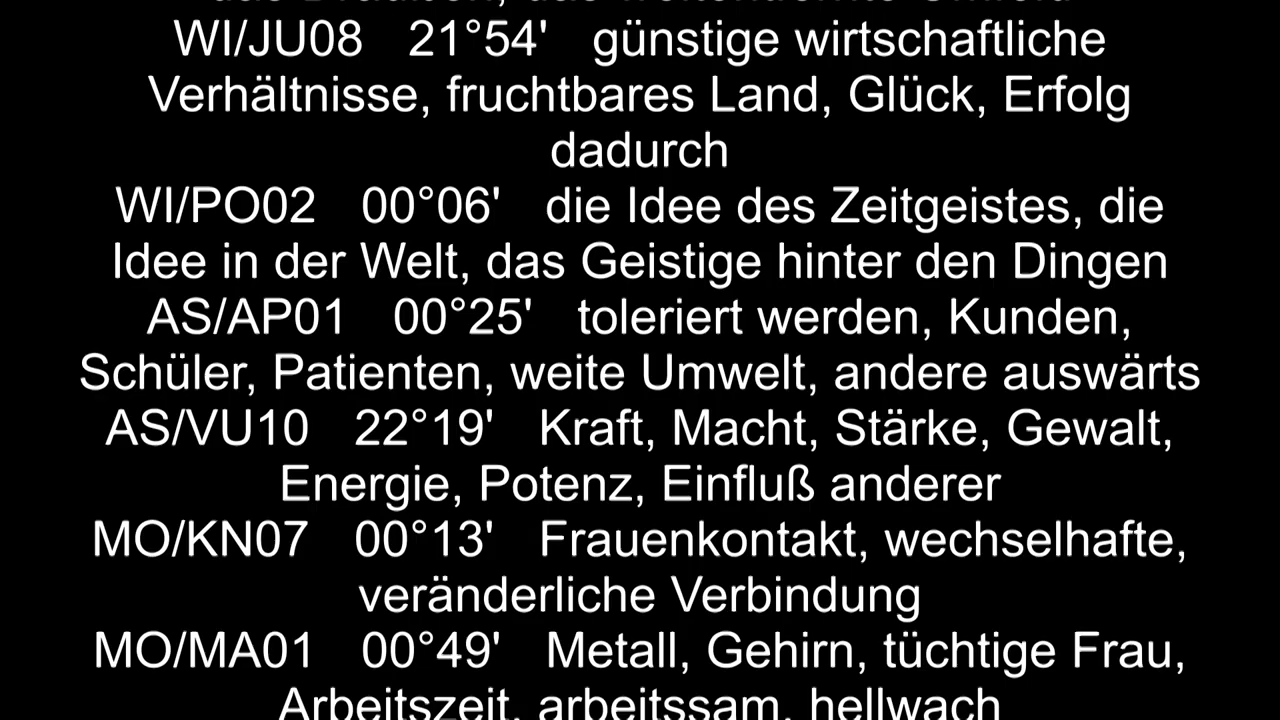 WI/JU08 21°54' günstige wirtschaftliche
Verhältnisse, fruchtbares Land, Glück, Erfolg
dadurch
WI/PO02 00°06' die Idee des Zeitgeistes, die
Idee in der Welt, das Geistige hinter den Dingen
AS/AP01 00°25' toleriert werden, Kunden,
Schüler, Patienten, weite Umwelt, andere auswärts
AS/VU10 22°19' Kraft, Macht, Stärke, Gewalt,
Energie, Potenz, Einfluß anderer
MO/KN07 00°13' Frauenkontakt, wechselhafte,
veränderliche Verbindung
MO/MA01 00°49' Metall, Gehirn, tüchtige Frau,
Arbeitszeit, arbeitssam, hellwach